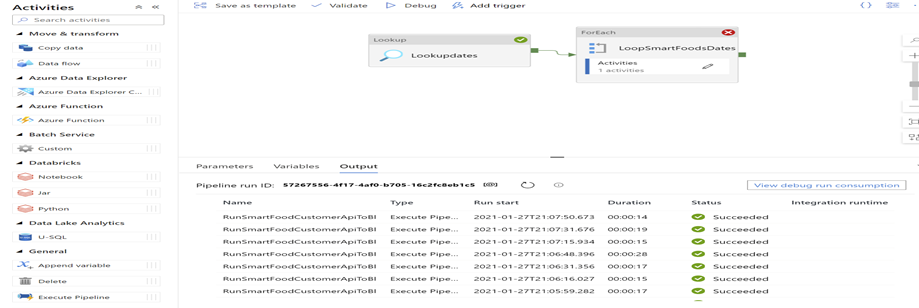 Activities
Search activities
Move & transform
Copy data
Data flow
Azure Data Explorer
Azure Data Explorer C...
Azure Function
Azure Function
Batch Service
Custom
Databricks
Notebook
Jar
Python
Data Lake Analytics
U-SQL
General
Append variable
Delete
Execute Pipeline
Save as template Validate Debug Add trigger
Lookup
Lookupdates
ForEach
LoopSmartFoodsDates
Activities
1 activities
Parameters Variables Output
Pipeline run ID: 57267556-4f17-4af0-b705-16c2fc8eb1c5
View debug run consumption
Name Type Run start Duration Status Integration runtime
RunSmartFoodCustomerApiToBI Execute Pipe... 2021-01-27T21:07:50.673 00:00:14 Succeeded
RunSmartFoodCustomerApiToBI Execute Pipe... 2021-01-27T21:07:31.676 00:00:19 Succeeded
RunSmartFoodCustomerApiToBI Execute Pipe... 2021-01-27T21:07:15.934 00:00:15 Succeeded
RunSmartFoodCustomerApiToBI Execute Pipe... 2021-01-27T21:06:48.396 00:00:28 Succeeded
RunSmartFoodCustomerApiToBI Execute Pipe... 2021-01-27T21:06:31.356 00:00:17 Succeeded
RunSmartFoodCustomerApiToBI Execute Pipe... 2021-01-27T21:06:16.027 00:00:15 Succeeded
RunSmartFoodCustomerApiToBI Execute Pipe... 2021-01-27T21:05:59.282 00:00:17 Succeeded